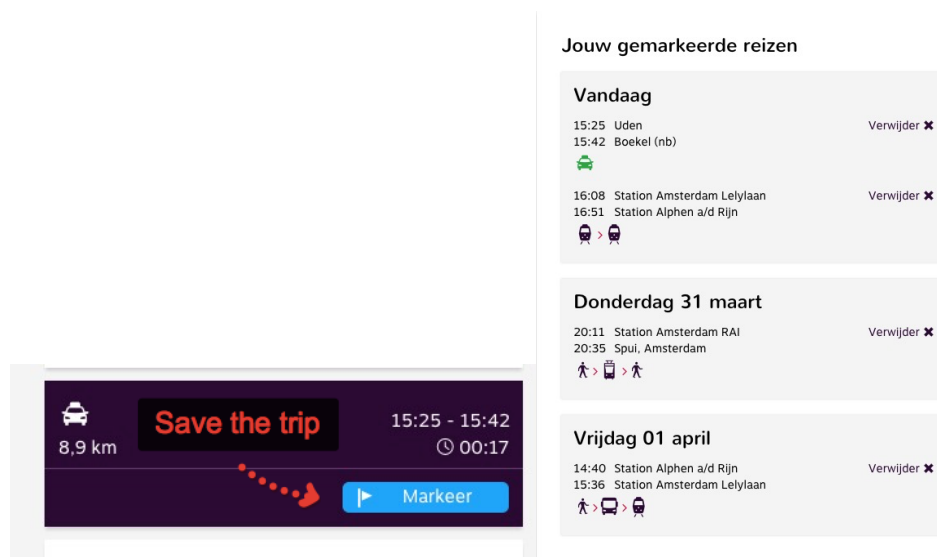 Save the trip
8,9 km
15:25 - 15:42
00:17
Markeer
Jouw gemarkeerde reizen
Vandaag
15:25 Uden Verwijder ✖
15:42 Boekel (nb)
16:08 Station Amsterdam Lelylaan Verwijder ✖
16:51 Station Alphen a/d Rijn
Donderdag 31 maart
20:11 Station Amsterdam RAI Verwijder ✖
20:35 Spui, Amsterdam
Vrijdag 01 april
14:40 Station Alphen a/d Rijn Verwijder ✖
15:36 Station Amsterdam Lelylaan